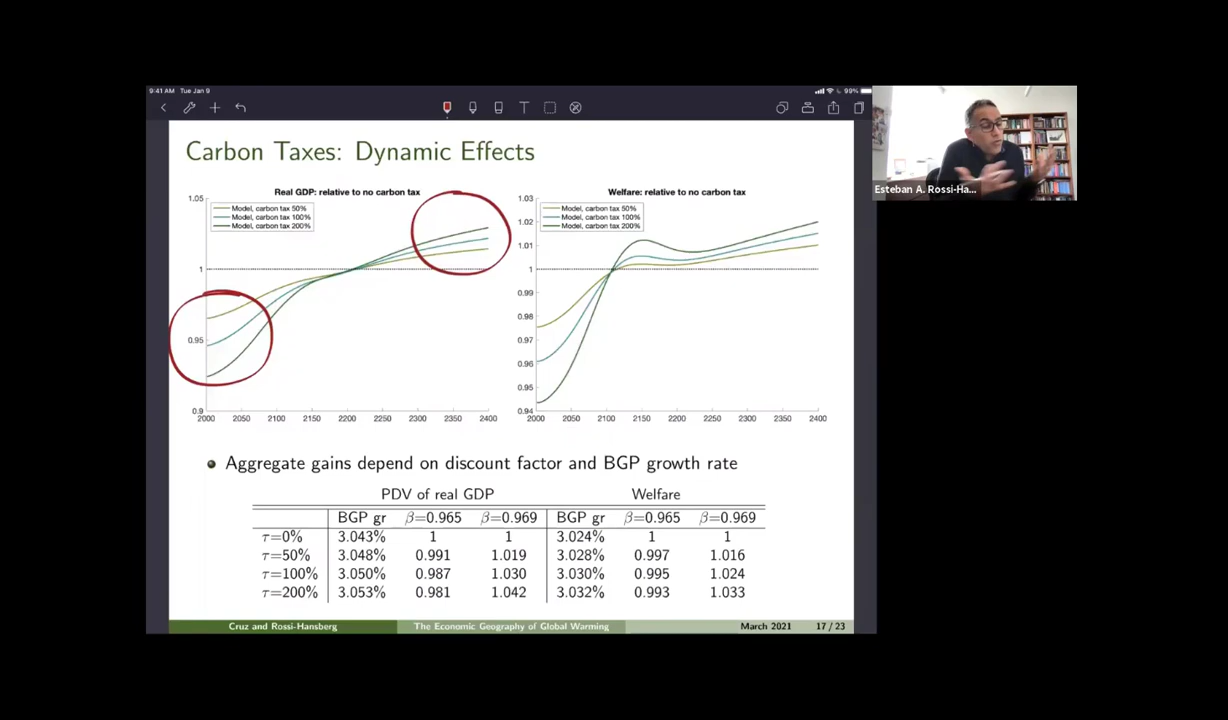 9:41 AM Tue Jan 9
99%
Carbon Taxes: Dynamic Effects
Real GDP: relative to no carbon tax
1.05
Model, carbon tax 50%
Model, carbon tax 100%
Model, carbon tax 200%
1
0.95
0.9
2000 2050 2100 2150 2200 2250 2300 2350 2400
Welfare: relative to no carbon tax
1.03
Model, carbon tax 50%
Model, carbon tax 100%
Model, carbon tax 200%
1.02
1.01
1
0.99
0.98
0.97
0.96
0.95
0.94
2000 2050 2100 2150 2200 2250 2300 2350 2400
Esteban A. Rossi-Ha...
Aggregate gains depend on discount factor and BGP growth rate
PDV of real GDP Welfare
BGP gr β=0.965 β=0.969 BGP gr β=0.965 β=0.969
τ=0% 3.043% 1 1 3.024% 1 1
τ=50% 3.048% 0.991 1.019 3.028% 0.997 1.016
τ=100% 3.050% 0.987 1.030 3.030% 0.995 1.024
τ=200% 3.053% 0.981 1.042 3.032% 0.993 1.033
Cruz and Rossi-Hansberg The Economic Geography of Global Warming March 2021 17 / 23